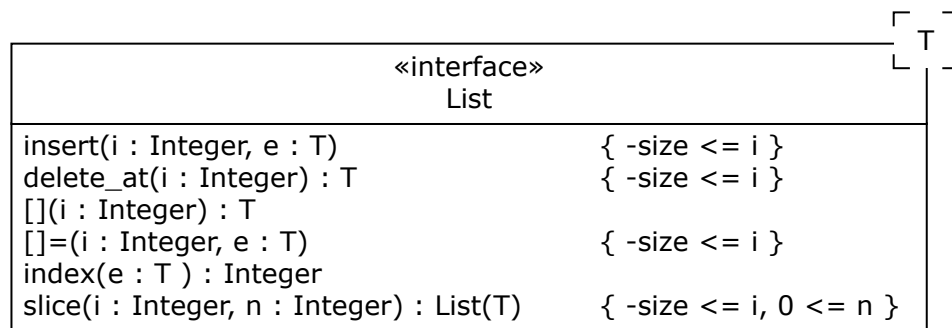 T
«interface»
List
insert(i : Integer, e : T) { -size <= i }
delete_at(i : Integer) : T { -size <= i }
[](i : Integer) : T
[]=(i : Integer, e : T) { -size <= i }
index(e : T ) : Integer
slice(i : Integer, n : Integer) : List(T) { -size <= i, 0 <= n }